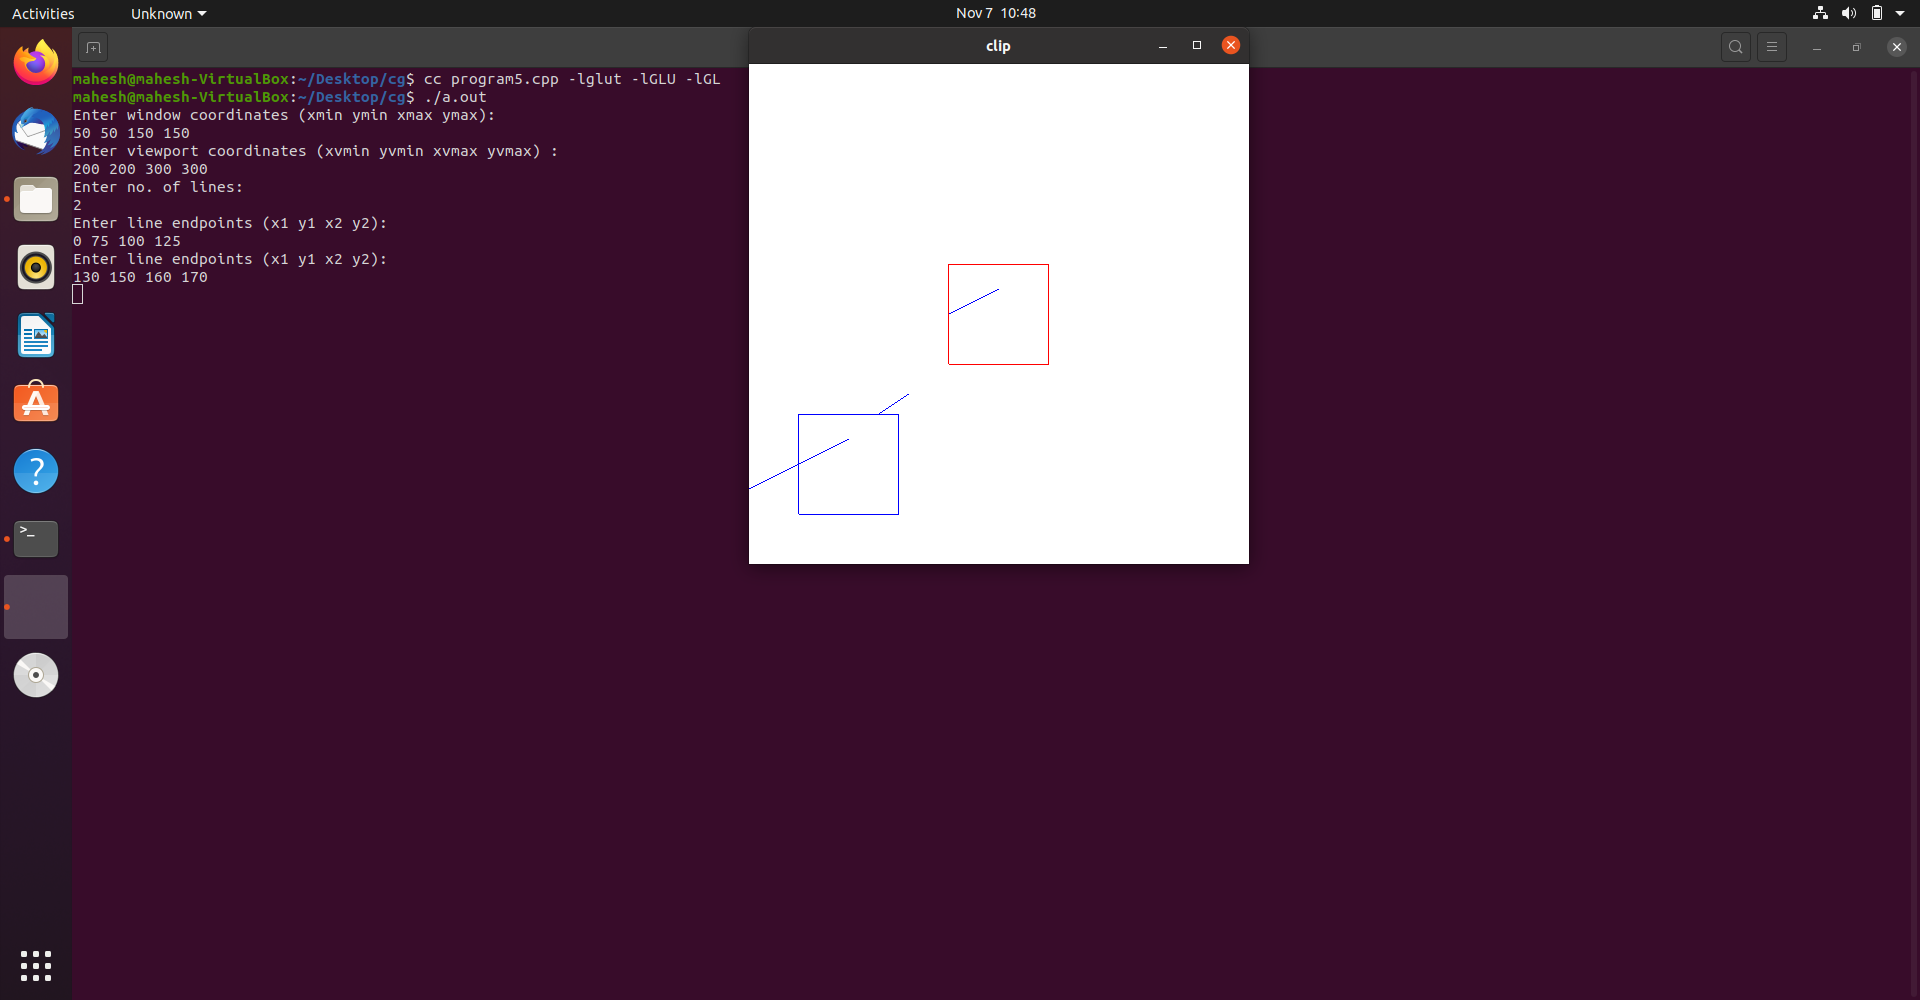 Activities
Unknown
Nov 7 10:48
clip
mahesh@mahesh-VirtualBox:~/Desktop/cg$ cc program5.cpp -lglut -lGLU -lGL
mahesh@mahesh-VirtualBox:~/Desktop/cg$ ./a.out
Enter window coordinates (xmin ymin xmax ymax):
50 50 150 150
Enter viewport coordinates (xvmin yvmin xvmax yvmax) :
200 200 300 300
Enter no. of lines:
2
Enter line endpoints (x1 y1 x2 y2):
0 75 100 125
Enter line endpoints (x1 y1 x2 y2):
130 150 160 170